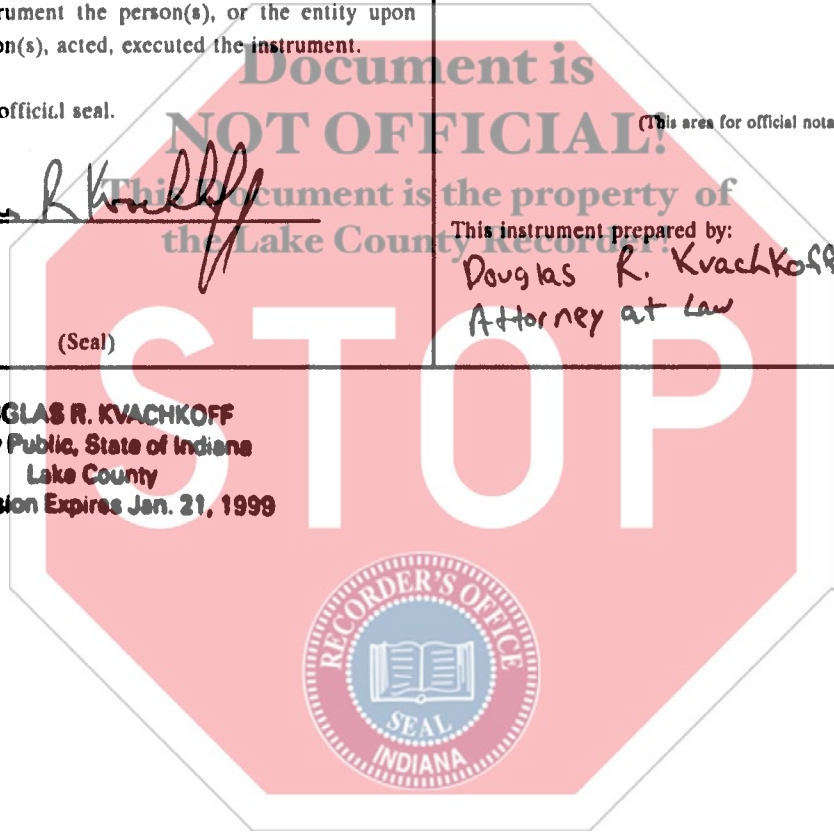 rument the person(s), or the entity upon
on(s), acted, executed the instrument.
official seal.
R Kvachkoff
(Seal)
GLAS R. KVACHKOFF
Public, State of Indiana
Lake County
sion Expires Jan. 21, 1999
(This area for official nota
This instrument prepared by:
Douglas R. Kvachkoff
Attorney at Law
Document is
NOT OFFICIAL!
This Document is the property of
the Lake County Recorder!
STOP
RECORDER'S OFFICE
SEAL
INDIANA